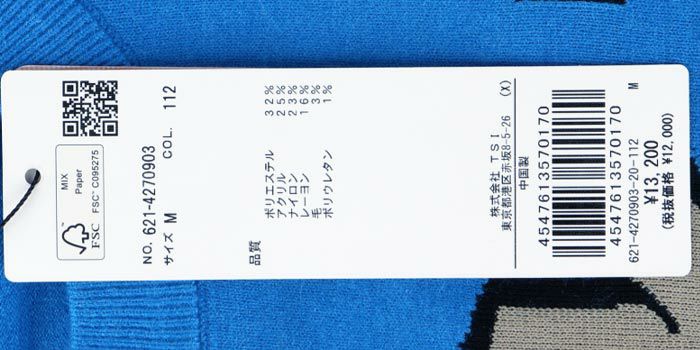 MIX
Paper
FSC
FSC® C095275
NO. 621-4270903
サイズ M COL. 112
品質
ポリエステル 32%
アクリル 25%
ナイロン 23%
レーヨン 16%
毛 3%
ポリウレタン 1%
株式会社 TSI
東京都港区赤坂8-5-26 (X)
中国製
4547613570170
4547613570170
621-4270903-20-112 M
¥13,200
(税抜価格 ¥12,000)